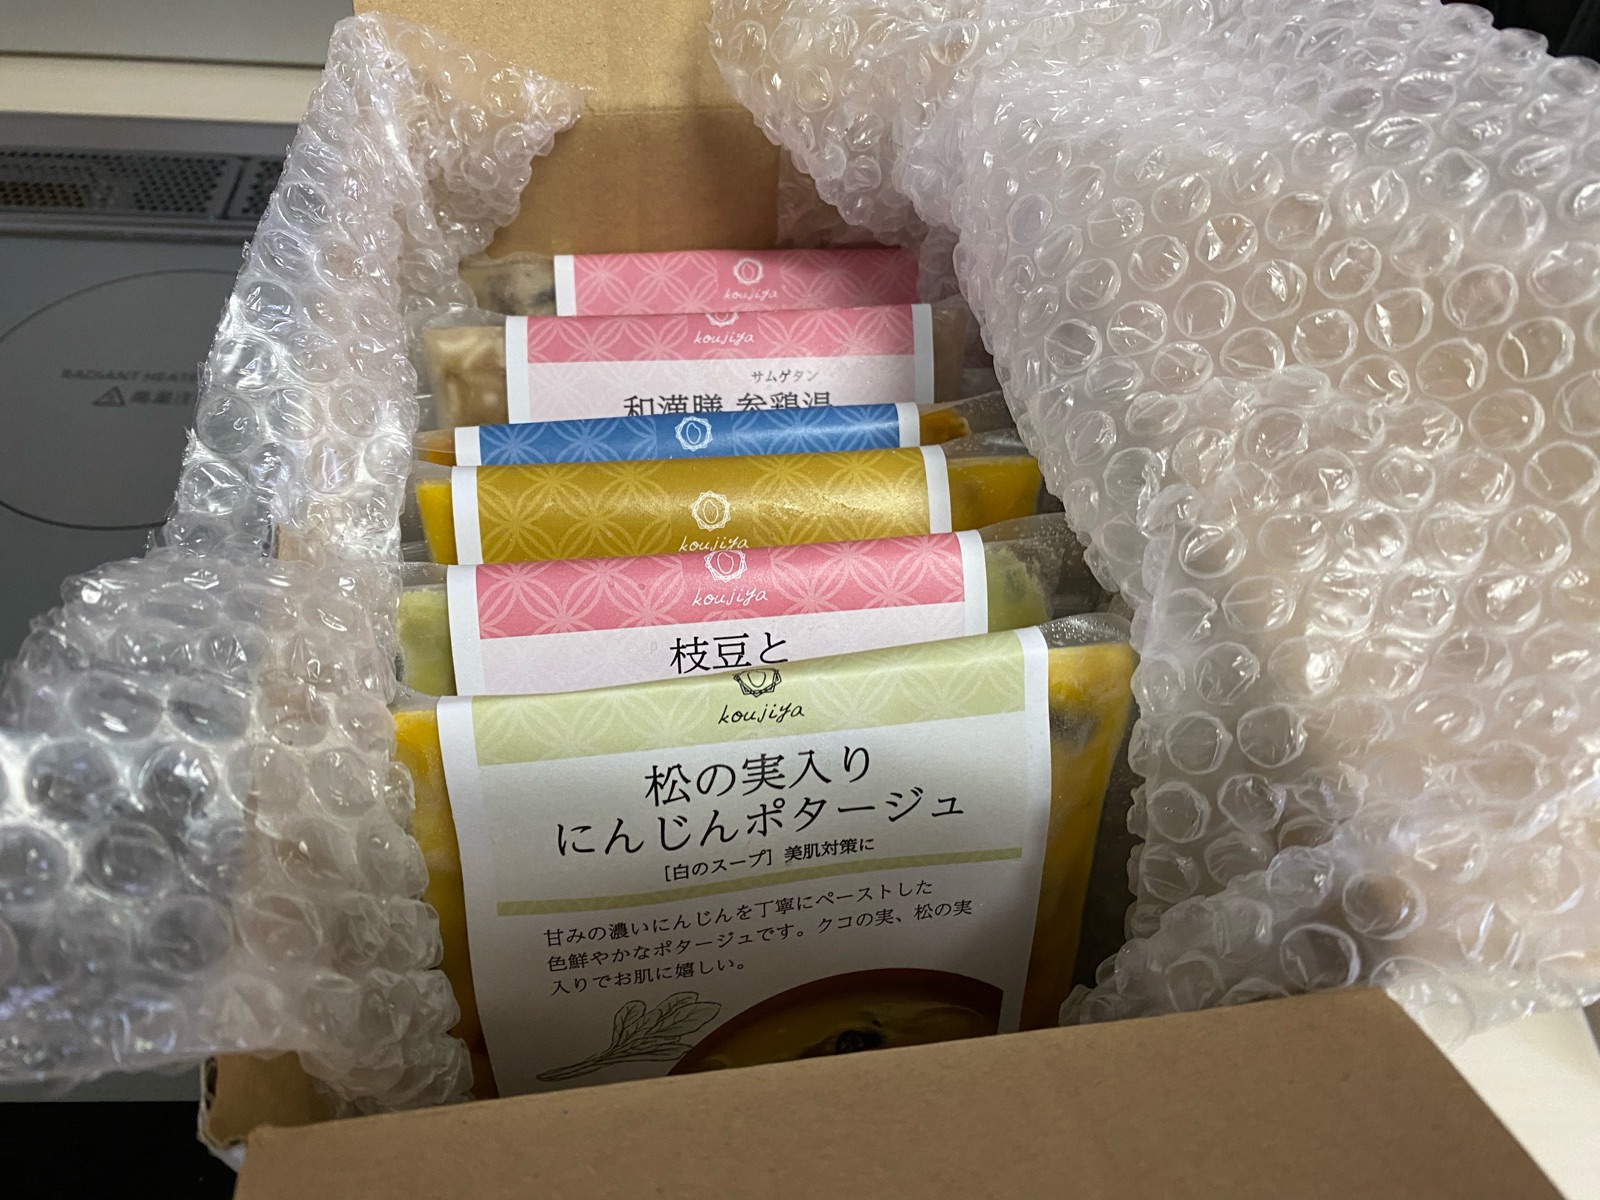 koujiya
koujiya
サムゲタン
和漢膳 参鶏湯
koujiya
koujiya
枝豆と
koujiya
松の実入り
にんじんポタージュ
[白のスープ] 美肌対策に
甘みの濃いにんじんを丁寧にペーストした
色鮮やかなポタージュです。クコの実、松の実
入りでお肌に嬉しい。